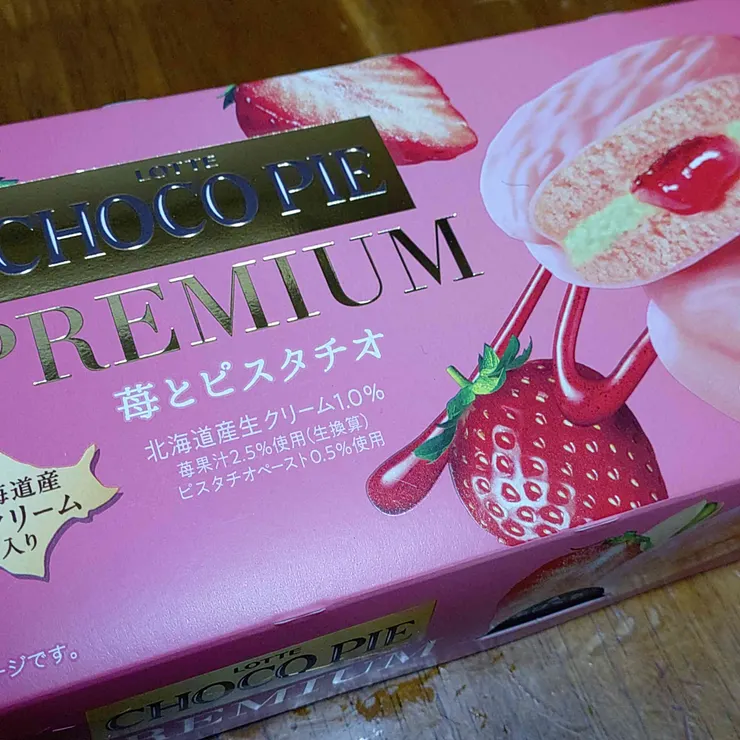 LOTTE
CHOCO PIE
PREMIUM
苺とピスタチオ
北海道産生クリーム1.0%
苺果汁2.5%使用(生換算)
ピスタチオペースト0.5%使用
海道産
クリーム
入り
ージです。
LOTTE
CHOCO PIE
PREMIUM